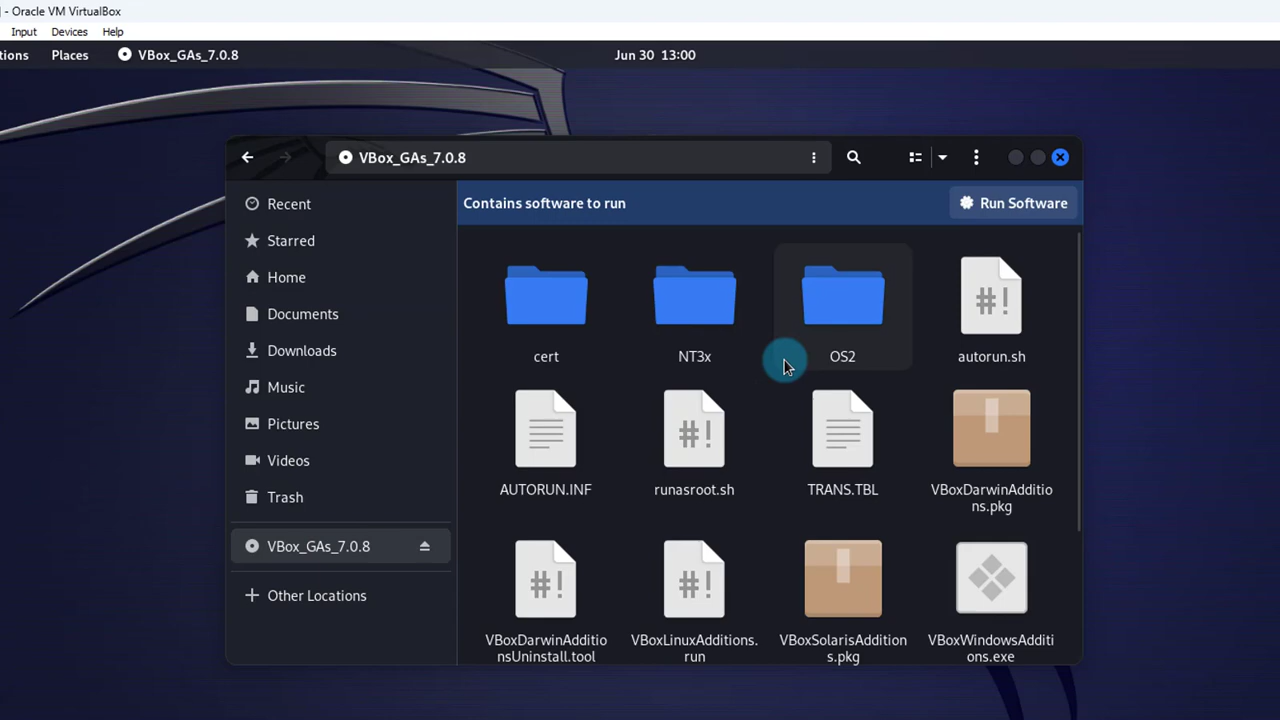 ] - Oracle VM VirtualBox
Input Devices Help
tions Places VBox_GAs_7.0.8 Jun 30 13:00
VBox_GAs_7.0.8
Recent
Starred
Home
Documents
Downloads
Music
Pictures
Videos
Trash
VBox_GAs_7.0.8
Other Locations
Contains software to run Run Software
cert NT3x OS2 autorun.sh
#!
AUTORUN.INF runasroot.sh TRANS.TBL VBoxDarwinAdditio
ns.pkg
#!
VBoxDarwinAdditio
nsUninstall.tool
#!
VBoxLinuxAdditions.
run
#!
VBoxSolarisAddition
s.pkg
VBoxWindowsAdditi
ons.exe